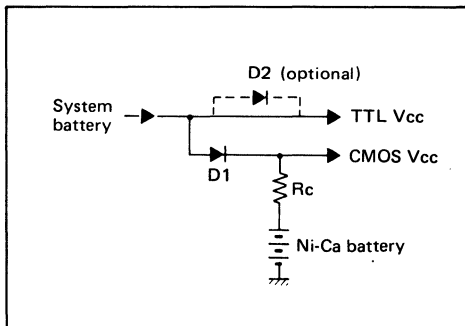 D2 (optional)
System
battery
TTL Vcc
D1
CMOS Vcc
Rc
Ni-Ca battery